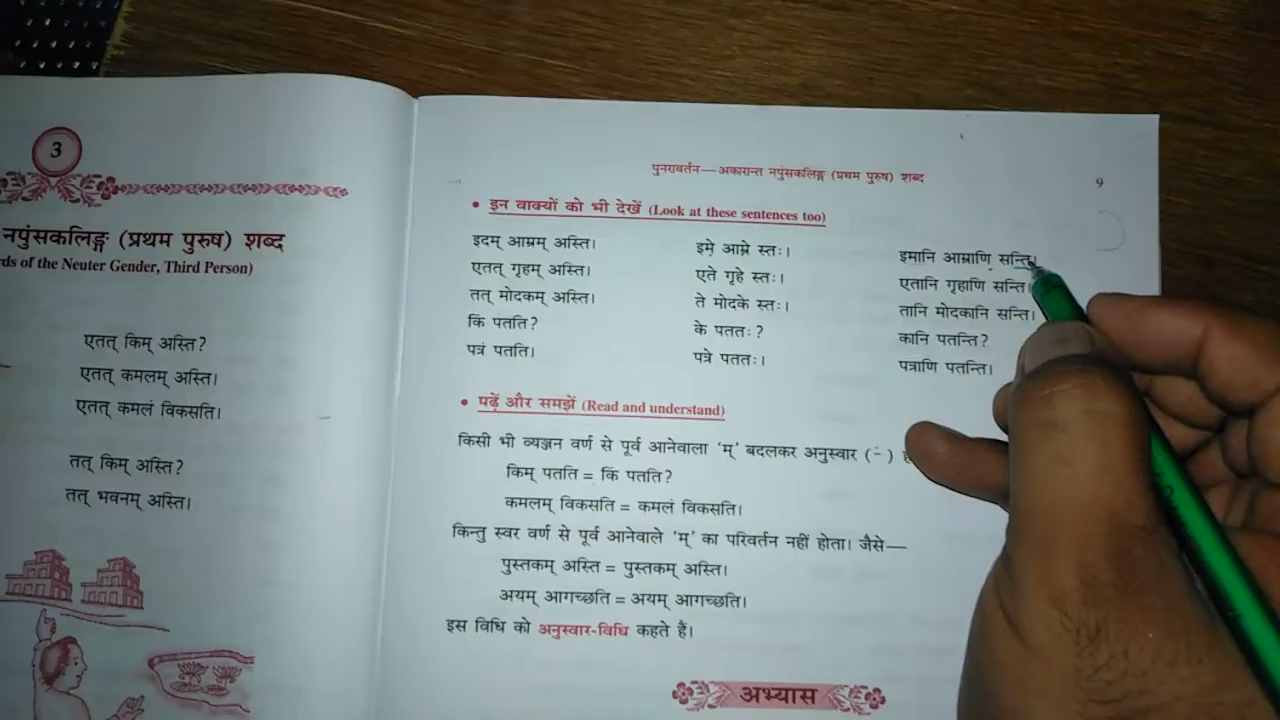 3
नपुंसकलिङ्ग (प्रथम पुरुष) शब्द
of the Neuter Gender, Third Person)
एतत् किम् अस्ति?
एतत् कमलम् अस्ति।
एतत् कमलं विकसति।
तत् किम् अस्ति?
तत् भवनम् अस्ति।
पुनरावर्तन—अकारान्त नपुंसकलिङ्ग (प्रथम पुरुष) शब्द 9
• इन वाक्यों को भी देखें (Look at these sentences too)
इदम् आम्रम् अस्ति। इमे आम्रे स्तः। इमानि आम्राणि सन्ति।
एतत् गृहम् अस्ति। एते गृहे स्तः। एतानि गृहाणि सन्ति।
तत् मोदकम् अस्ति। ते मोदके स्तः। तानि मोदकानि सन्ति।
किं पतति? के पततः? कानि पतन्ति?
पत्रं पतति। पत्रे पततः। पत्राणि पतन्ति।
• पढ़ें और समझें (Read and understand)
किसी भी व्यञ्जन वर्ण से पूर्व आनेवाला ‘म्’ बदलकर अनुस्वार (ं)
किम् पतति = किं पतति?
कमलम् विकसति = कमलं विकसति।
किन्तु स्वर वर्ण से पूर्व आनेवाले ‘म्’ का परिवर्तन नहीं होता। जैसे—
पुस्तकम् अस्ति = पुस्तकम् अस्ति।
अयम् आगच्छति = अयम् आगच्छति।
इस विधि को अनुस्वार-विधि कहते हैं।
अभ्यास